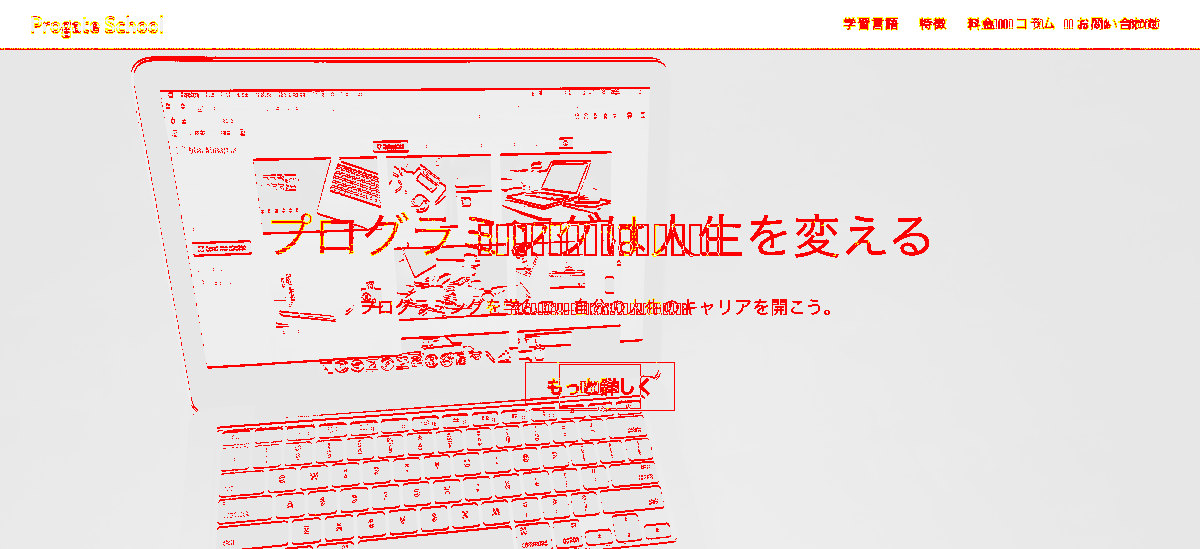 Progate School
学習言語 特徴 料金 コラム お問い合わせ
プログラミングは人生を変える
プログラミングを学 自分の キャリアを開こう。
もっと詳しく